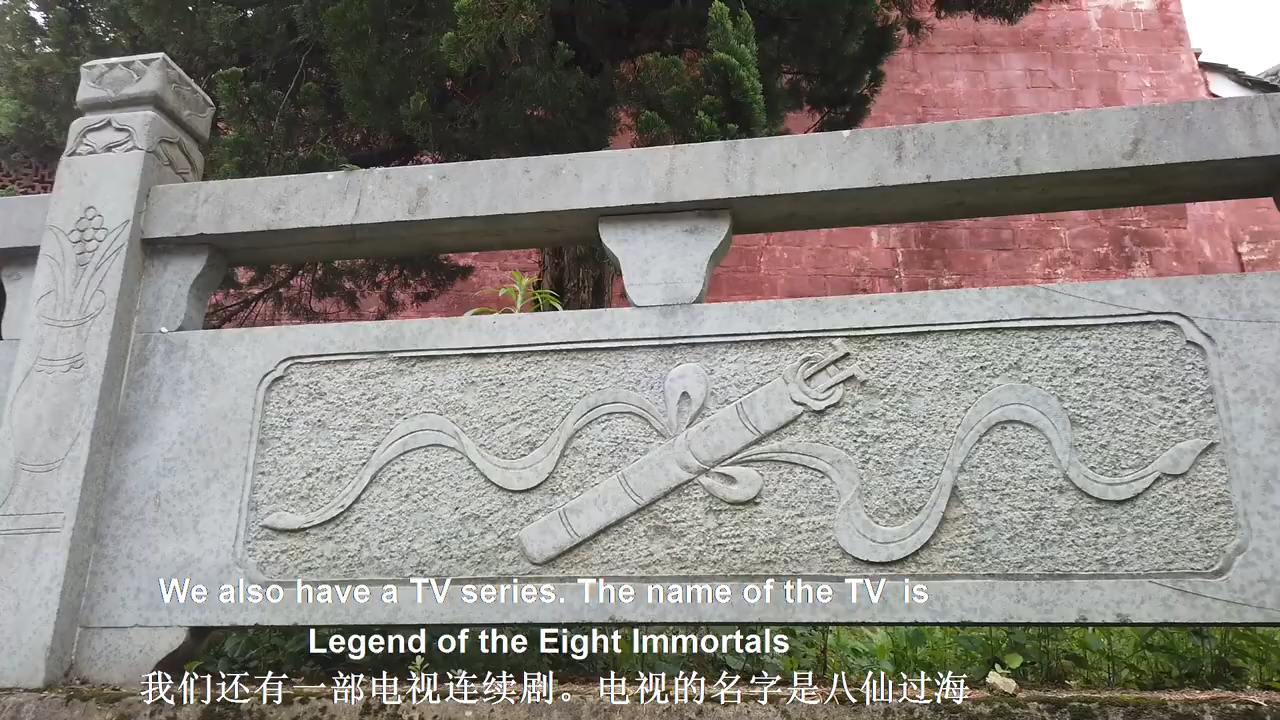 We also have a TV series. The name of the TV is
Legend of the Eight Immortals
我们还有一部电视连续剧。电视的名字是八仙过海